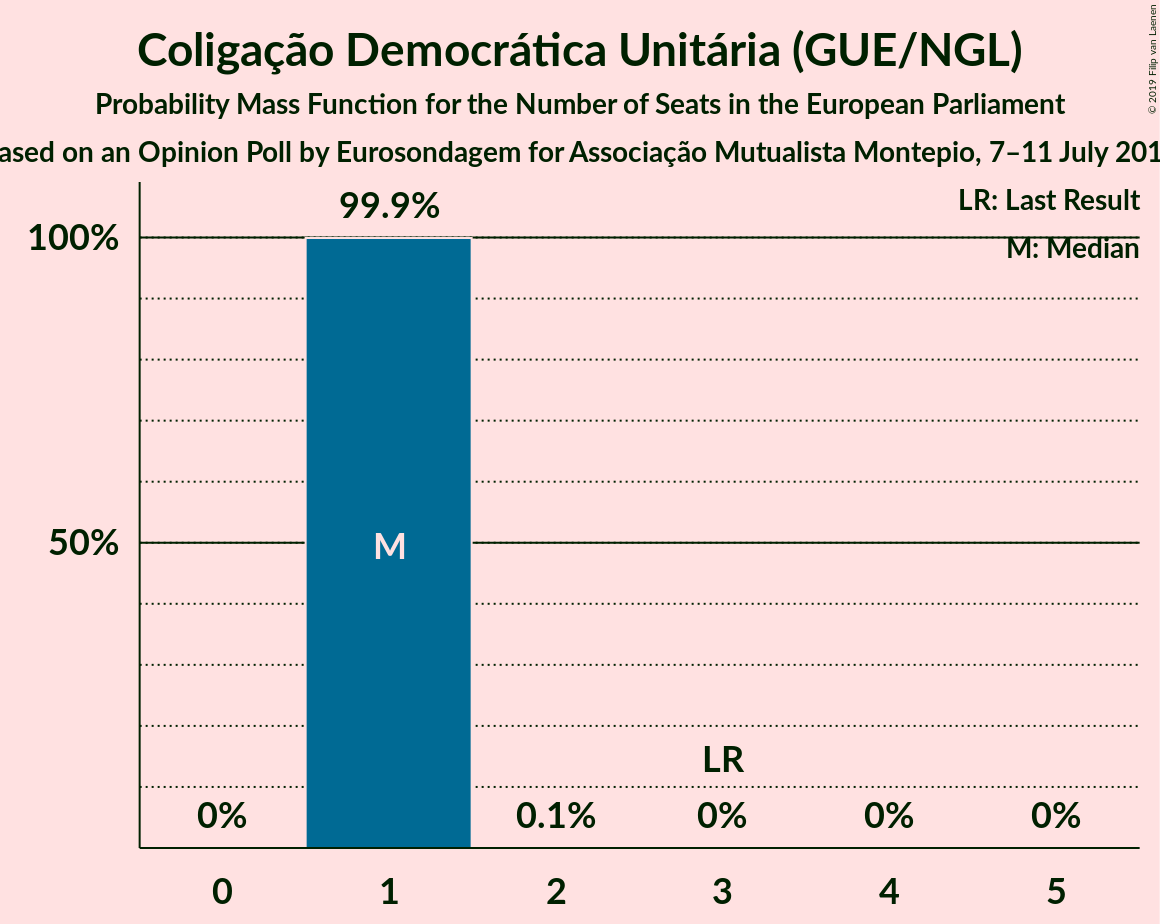 Coligação Democrática Unitária (GUE/NGL)
Probability Mass Function for the Number of Seats in the European Parliament
ased on an Opinion Poll by Eurosondagem for Associação Mutualista Montepio, 7–11 July 201
© 2019 Filip van Laenen
LR: Last Result
M: Median
99.9%
100%
50%
M
LR
0% 0.1% 0% 0% 0%
0 1 2 3 4 5